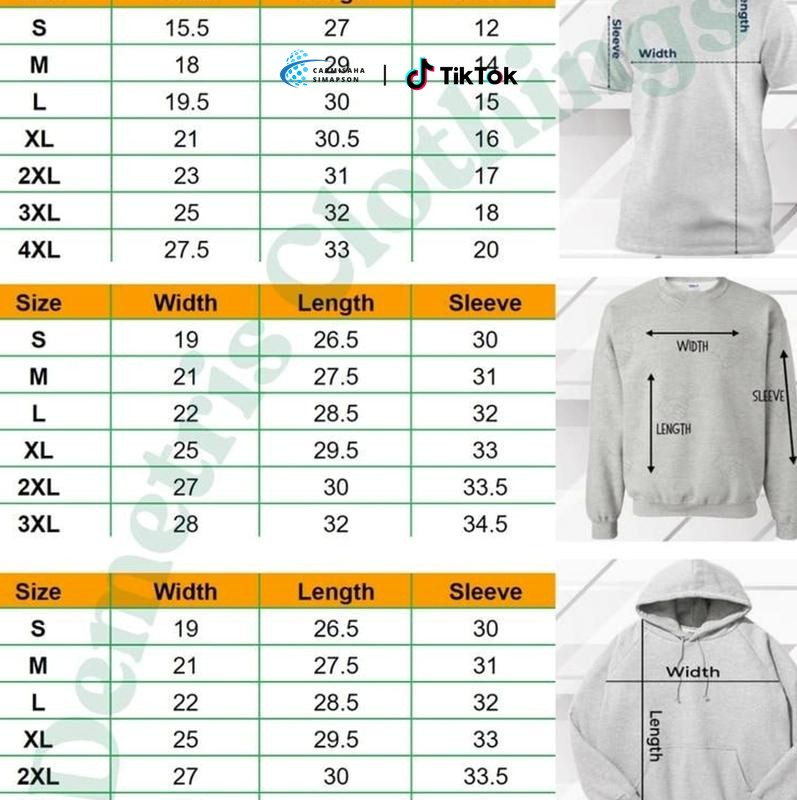 S 15.5 27 12
M 18 29 14
CARMISAHA
SIMAPSON
| TikTok
L 19.5 30 15
XL 21 30.5 16
2XL 23 31 17
3XL 25 32 18
4XL 27.5 33 20
Sleeve
Width
Size Width Length Sleeve
S 19 26.5 30
M 21 27.5 31
L 22 28.5 32
XL 25 29.5 33
2XL 27 30 33.5
3XL 28 32 34.5
WIDTH
SLEEVE
LENGTH
Size Width Length Sleeve
S 19 26.5 30
M 21 27.5 31
L 22 28.5 32
XL 25 29.5 33
2XL 27 30 33.5
Width
Length
Demetris Clothings